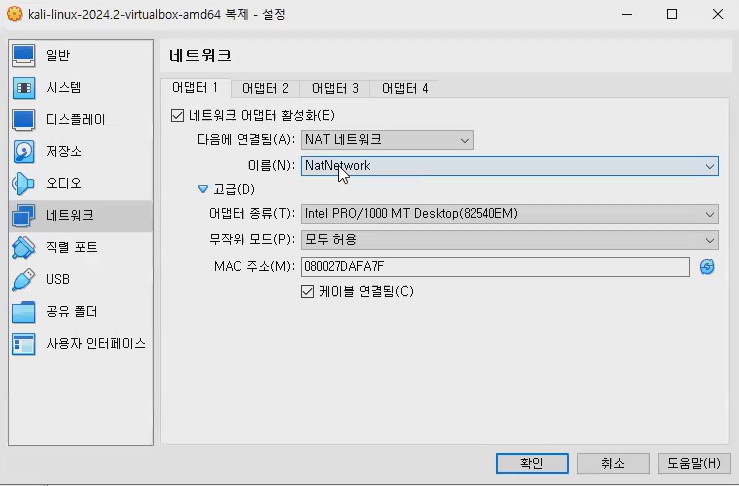 kali-linux-2024.2-virtualbox-amd64 복제 - 설정
일반
시스템
디스플레이
저장소
오디오
네트워크
직렬 포트
USB
공유 폴더
사용자 인터페이스
네트워크
어댑터 1 어댑터 2 어댑터 3 어댑터 4
네트워크 어댑터 활성화(E)
다음에 연결됨(A): NAT 네트워크
이름(N): NatNetwork
고급(D)
어댑터 종류(T): Intel PRO/1000 MT Desktop(82540EM)
무작위 모드(P): 모두 허용
MAC 주소(M): 080027DAFA7F
케이블 연결됨(C)
확인 취소 도움말(H)